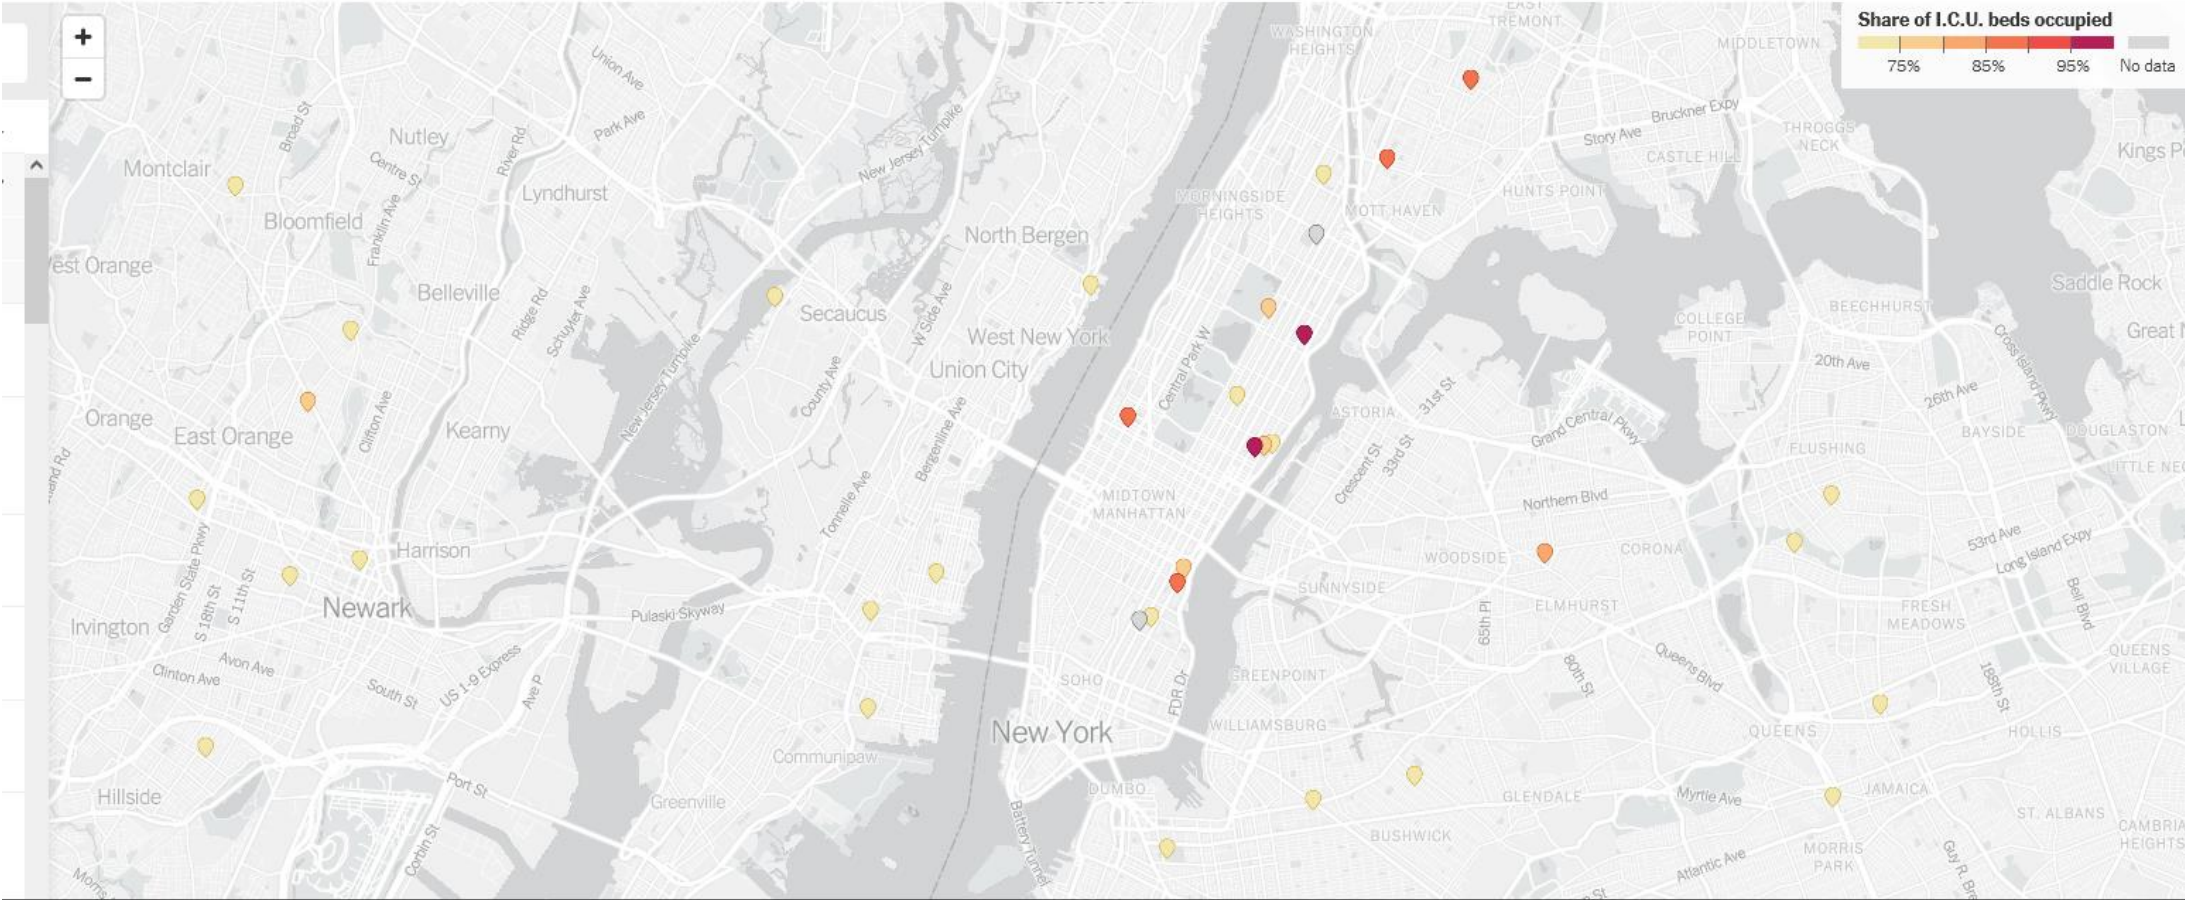 +
−
Share of I.C.U. beds occupied
75%
85%
95%
No data
EAST
TREMONT
WASHINGTON
HEIGHTS
MIDDLETOWN
Union Ave
Broad St
Nutley
Park Ave
River Rd
New Jersey Turnpike
Bruckner Expy
Story Ave
THROGGS
NECK
CASTLE HILL
Montclair
Centre St
Lyndhurst
MORNINGSIDE
HEIGHTS
MOTT HAVEN
HUNTS POINT
Bloomfield
Franklin Ave
North Bergen
Belleville
Ridge Rd
Schuyler Ave
Secaucus
W Side Ave
West New York
Union City
Saddle Rock
BEECHHURST
COLLEGE
POINT
Cross Island Pkwy
20th Ave
26th Ave
New Jersey Turnpike
County Ave
Central Park W
ASTORIA
31st St
Crescent St
33rd St
Grand Central Pkwy
BAYSIDE
DOUGLASTON
FLUSHING
Orange
East Orange
Clifton Ave
Kearny
Bergenline Ave
Tonnelle Ave
MIDTOWN
MANHATTAN
Northern Blvd
53rd Ave
Long Island Expy
WOODSIDE
CORONA
SUNNYSIDE
ELMHURST
65th Pl
FRESH
MEADOWS
Bell Blvd
Garden State Pkwy
S 18th St
S 11th St
Harrison
Newark
Irvington
Pulaski Skyway
Avon Ave
Clinton Ave
South St
US 1-9 Express
Ave P
SOHO
FDR Dr
GREENPOINT
80th St
Queens Blvd
188th St
QUEENS
VILLAGE
New York
WILLIAMSBURG
QUEENS
HOLLIS
Communipaw
Port St
Hillside
Greenville
DUMBO
Battery Tunnel
GLENDALE
Myrtle Ave
JAMAICA
ST. ALBANS
BUSHWICK
MORRIS
PARK
Atlantic Ave
HEIGHTS
Corbin St